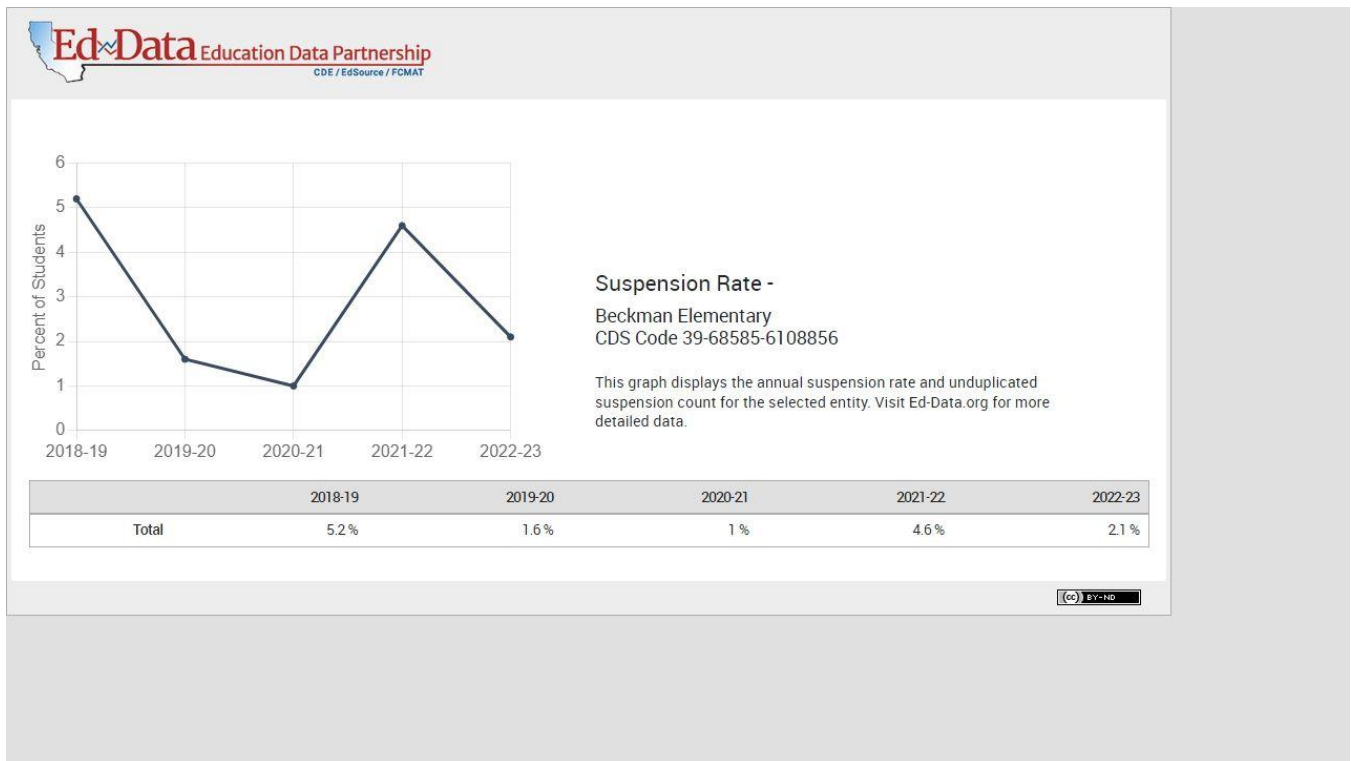 Ed Data Education Data Partnership
CDE / EdSource / FCMAT
6
5
4
3
2
1
0
Percent of Students
2018-19 2019-20 2020-21 2021-22 2022-23
Suspension Rate -
Beckman Elementary
CDS Code 39-68585-6108856
This graph displays the annual suspension rate and unduplicated
suspension count for the selected entity. Visit Ed-Data.org for more
detailed data.
2018-19 2019-20 2020-21 2021-22 2022-23
Total 5.2 % 1.6 % 1 % 4.6 % 2.1 %
(cc) BY-ND